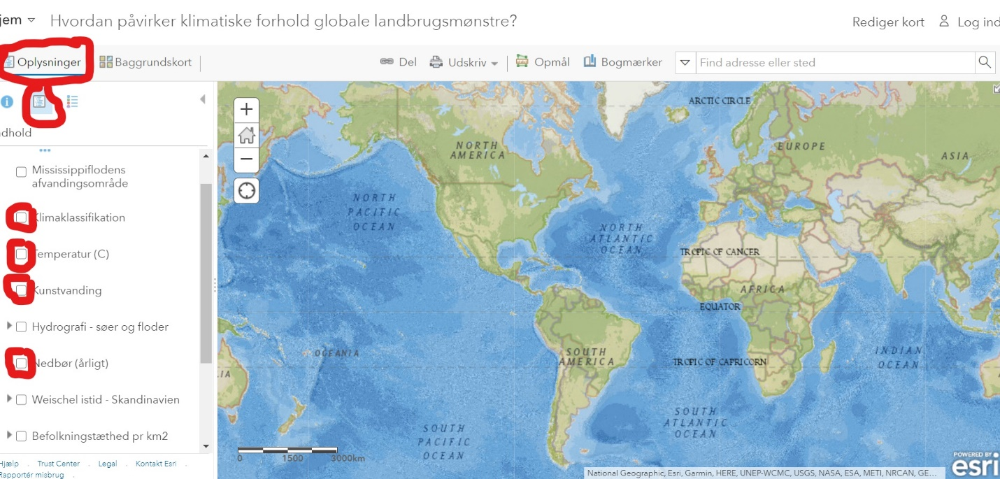 jem Hvordan påvirker klimatiske forhold globale landbrugsmønstre? Rediger kort Log ind
Oplysninger Baggrundskort Del Udskriv Opmål Bogmærker Find adresse eller sted
dhold
Mississippiflodens
afvandingsområde
Klimaklassifikation
Temperatur (C)
Kunstvanding
Hydrografi - søer og floder
Nedbør (årligt)
Weischel istid - Skandinavien
Befolkningstæthed pr km2
Hjælp . Trust Center . Legal . Kontakt Esri .
Rapportér misbrug .
ARCTIC CIRCLE
NORTH
AMERICA
EUROPE
ASIA
NORTH
PACIFIC
OCEAN
NORTH
ATLANTIC
OCEAN
TROPIC OF CANCER
AFRICA
EQUATOR
OCEANIA
SOUTH
AMERICA
INDIAN
OCEAN
TROPIC OF CAPRICORN
LIA
SOUTH
ATLANTIC
OCEAN
SOUTH
PACIFIC
OCEAN
0 1500 3000km
National Geographic, Esri, Garmin, HERE, UNEP-WCMC, USGS, NASA, ESA, METI, NRCAN, GE...
POWERED BY
esri